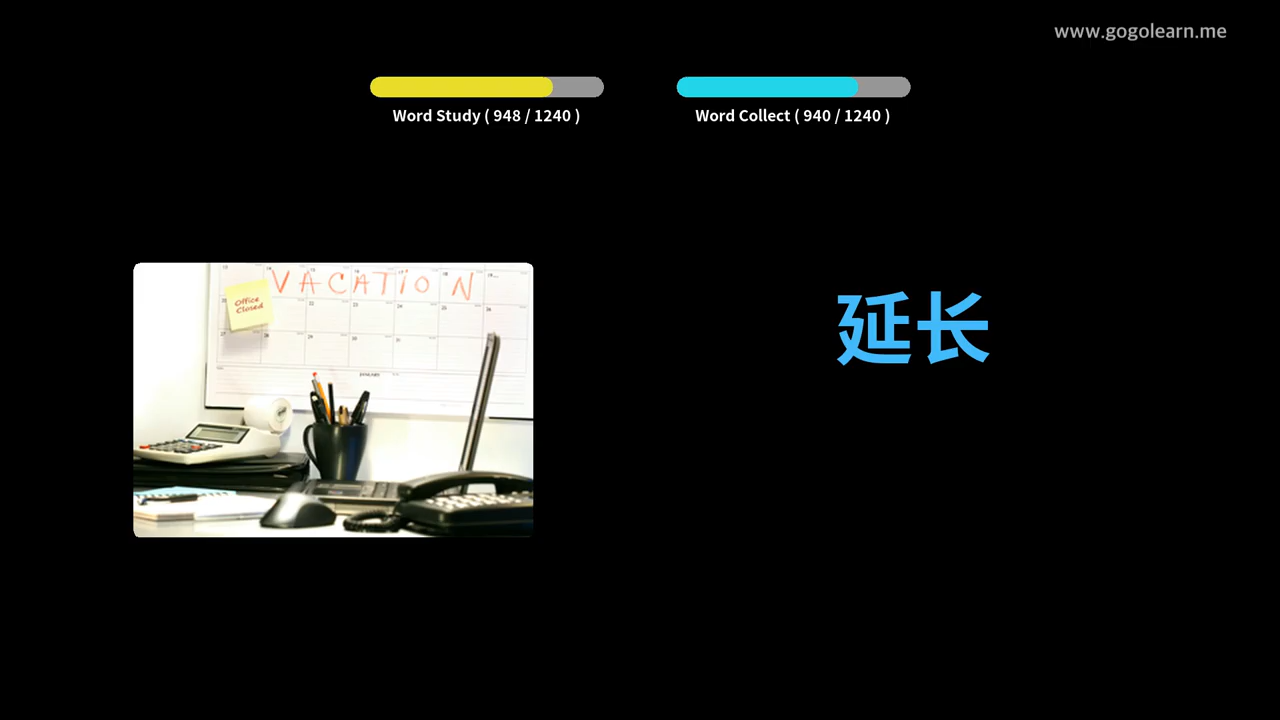 www.gogolearn.me
Word Study ( 948 / 1240 )
Word Collect ( 940 / 1240 )
VACATION
Office
Closed
延长